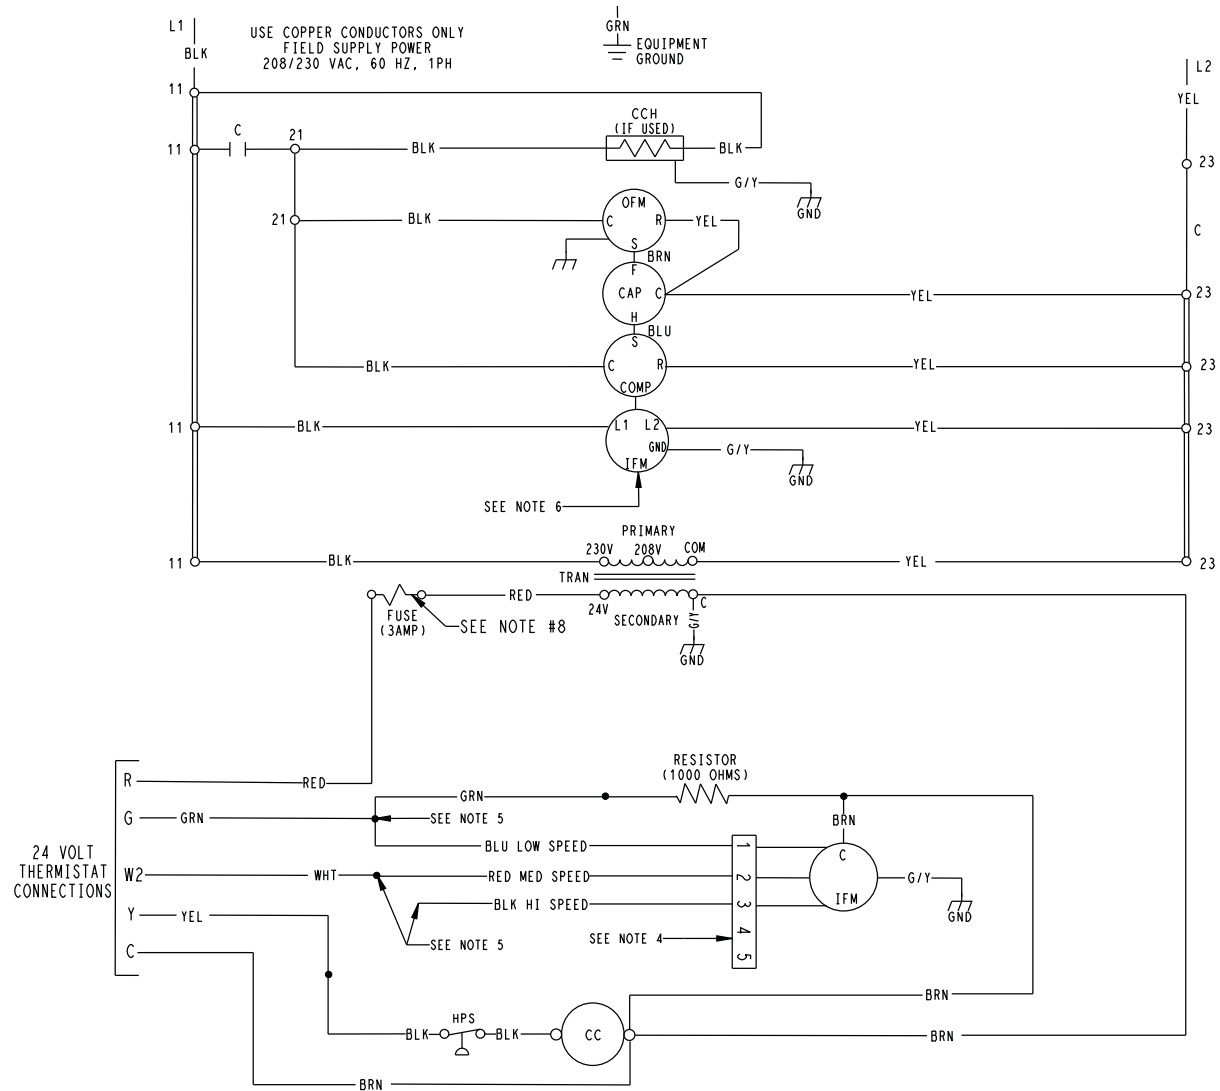 L1
BLK
USE COPPER CONDUCTORS ONLY
FIELD SUPPLY POWER
208/230 VAC, 60 HZ, 1PH
GRN
EQUIPMENT
GROUND
L2
YEL
11
CCH
(IF USED)
C
21
11
BLK
BLK
23
G/Y
GND
OFM
21
BLK
C
R
YEL
S
BRN
C
F
CAP
C
YEL
23
H
BLU
S
BLK
C
R
YEL
23
COMP
11
BLK
L1
L2
YEL
23
GND
G/Y
IFM
GND
SEE NOTE 6
PRIMARY
230V
208V
COM
11
BLK
YEL
23
TRAN
RED
24V
SECONDARY
C
G/Y
FUSE
(3AMP)
SEE NOTE #8
GND
RESISTOR
(1000 OHMS)
R
RED
GRN
G
GRN
SEE NOTE 5
BRN
BLU LOW SPEED
1
C
24 VOLT
THERMISTAT
CONNECTIONS
W2
WHT
RED MED SPEED
2
G/Y
IFM
BLK HI SPEED
3
GND
Y
YEL
SEE NOTE 4
4
SEE NOTE 5
C
5
BRN
HPS
BLK
BLK
CC
BRN
BRN